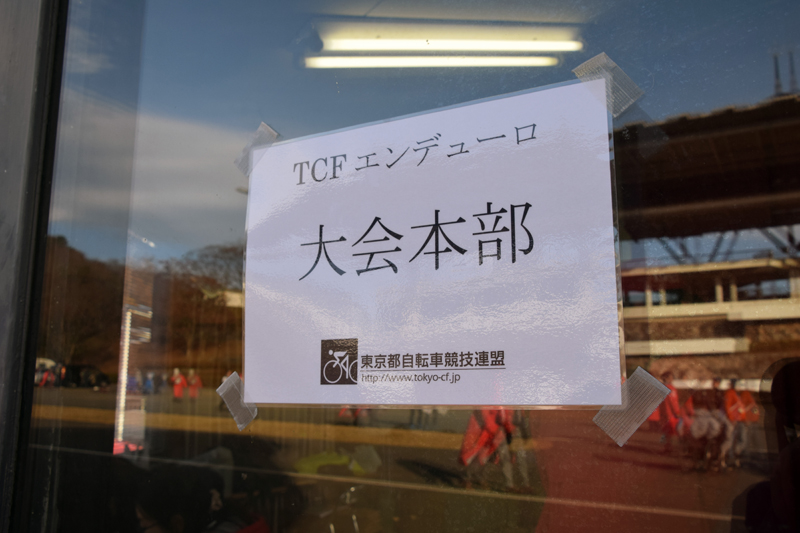 TCF エンデューロ
大会本部
東京都自転車競技連盟
http://www.tokyo-cf.jp